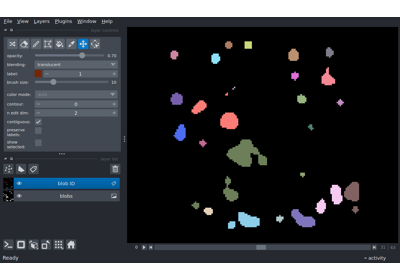 File View Layers Plugins Window Help
opacity: 0.70
blending: translucent
label: 1
brush size: 10
color mode:
contour: 0
n edit dim: 2
contiguous:
preserve
labels:
show
selected:
blob ID
blobs
Ready
activity